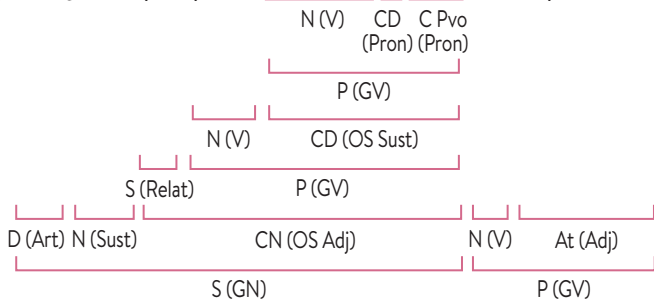 N (V) CD C Pvo
(Pron) (Pron)
P (GV)
N (V) CD (OS Sust)
S (Relat) P (GV)
D (Art) N (Sust) CN (OS Adj) N (V) At (Adj)
S (GN) P (GV)